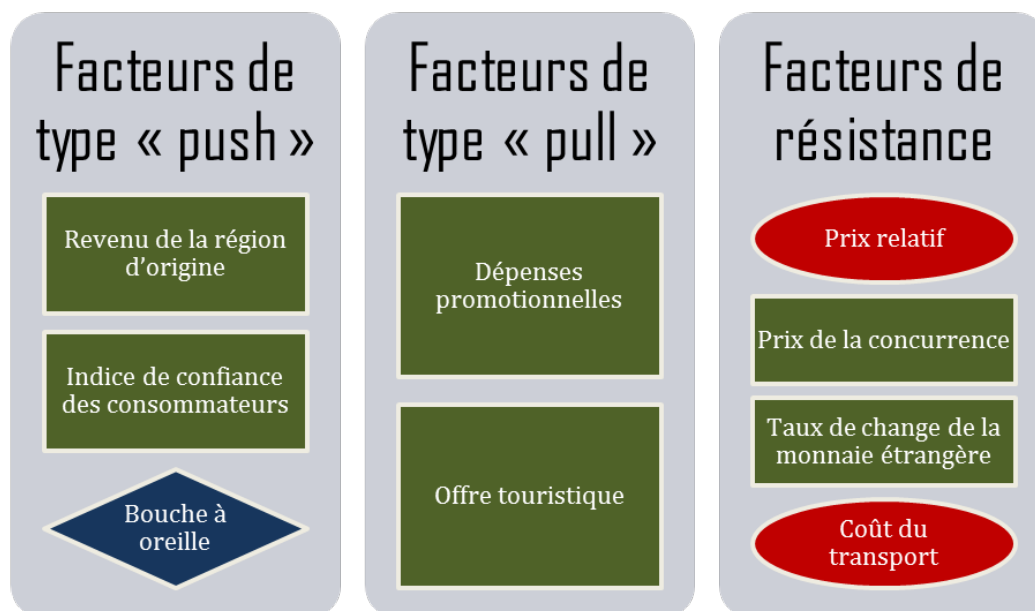 Facteurs de
type « push »
Revenu de la région
d'origine
Indice de confiance
des consommateurs
Bouche à
oreille
Facteurs de
type « pull »
Dépenses
promotionnelles
Offre touristique
Facteurs de
résistance
Prix relatif
Prix de la concurrence
Taux de change de la
monnaie étrangère
Coût du
transport